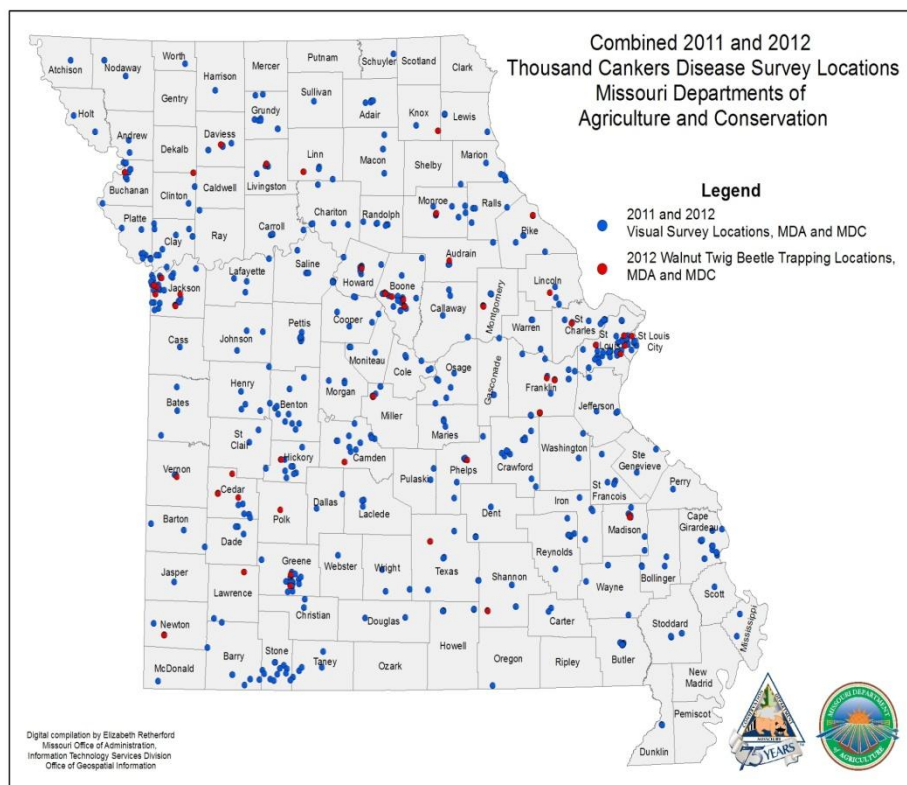 Combined 2011 and 2012
Thousand Cankers Disease Survey Locations
Missouri Departments of
Agriculture and Conservation
Legend
2011 and 2012
Visual Survey Locations, MDA and MDC
2012 Walnut Twig Beetle Trapping Locations,
MDA and MDC
Atchison
Nodaway
Worth
Harrison
Mercer
Putnam
Schuyler
Scotland
Clark
Gentry
Sullivan
Adair
Knox
Lewis
Holt
Grundy
Andrew
Dekalb
Daviess
Linn
Macon
Shelby
Marion
Buchanan
Clinton
Caldwell
Livingston
Monroe
Ralls
Platte
Clay
Ray
Carroll
Chariton
Randolph
Pike
Audrain
Jackson
Lafayette
Saline
Howard
Boone
Callaway
Montgomery
Lincoln
Cooper
Warren
St
Charles
St
Louis
St Louis
City
Cass
Johnson
Pettis
Moniteau
Cole
Osage
Gasconade
Franklin
Jefferson
Bates
Henry
Benton
Morgan
Miller
Maries
St
Clair
Washington
Ste
Genevieve
Vernon
Hickory
Camden
Pulaski
Phelps
Crawford
St
Francois
Perry
Cedar
Polk
Dallas
Laclede
Dent
Iron
Madison
Cape
Girardeau
Barton
Dade
Reynolds
Bollinger
Jasper
Greene
Webster
Wright
Texas
Shannon
Wayne
Scott
Lawrence
Christian
Douglas
Carter
Stoddard
Mississippi
Newton
Howell
Butler
McDonald
Barry
Stone
Taney
Ozark
Oregon
Ripley
New
Madrid
Pemiscot
Dunklin
Digital compilation by Elizabeth Retherford
Missouri Office of Administration,
Information Technology Services Division
Office of Geospatial Information
75 YEARS
MISSOURI DEPARTMENT
of AGRICULTURE